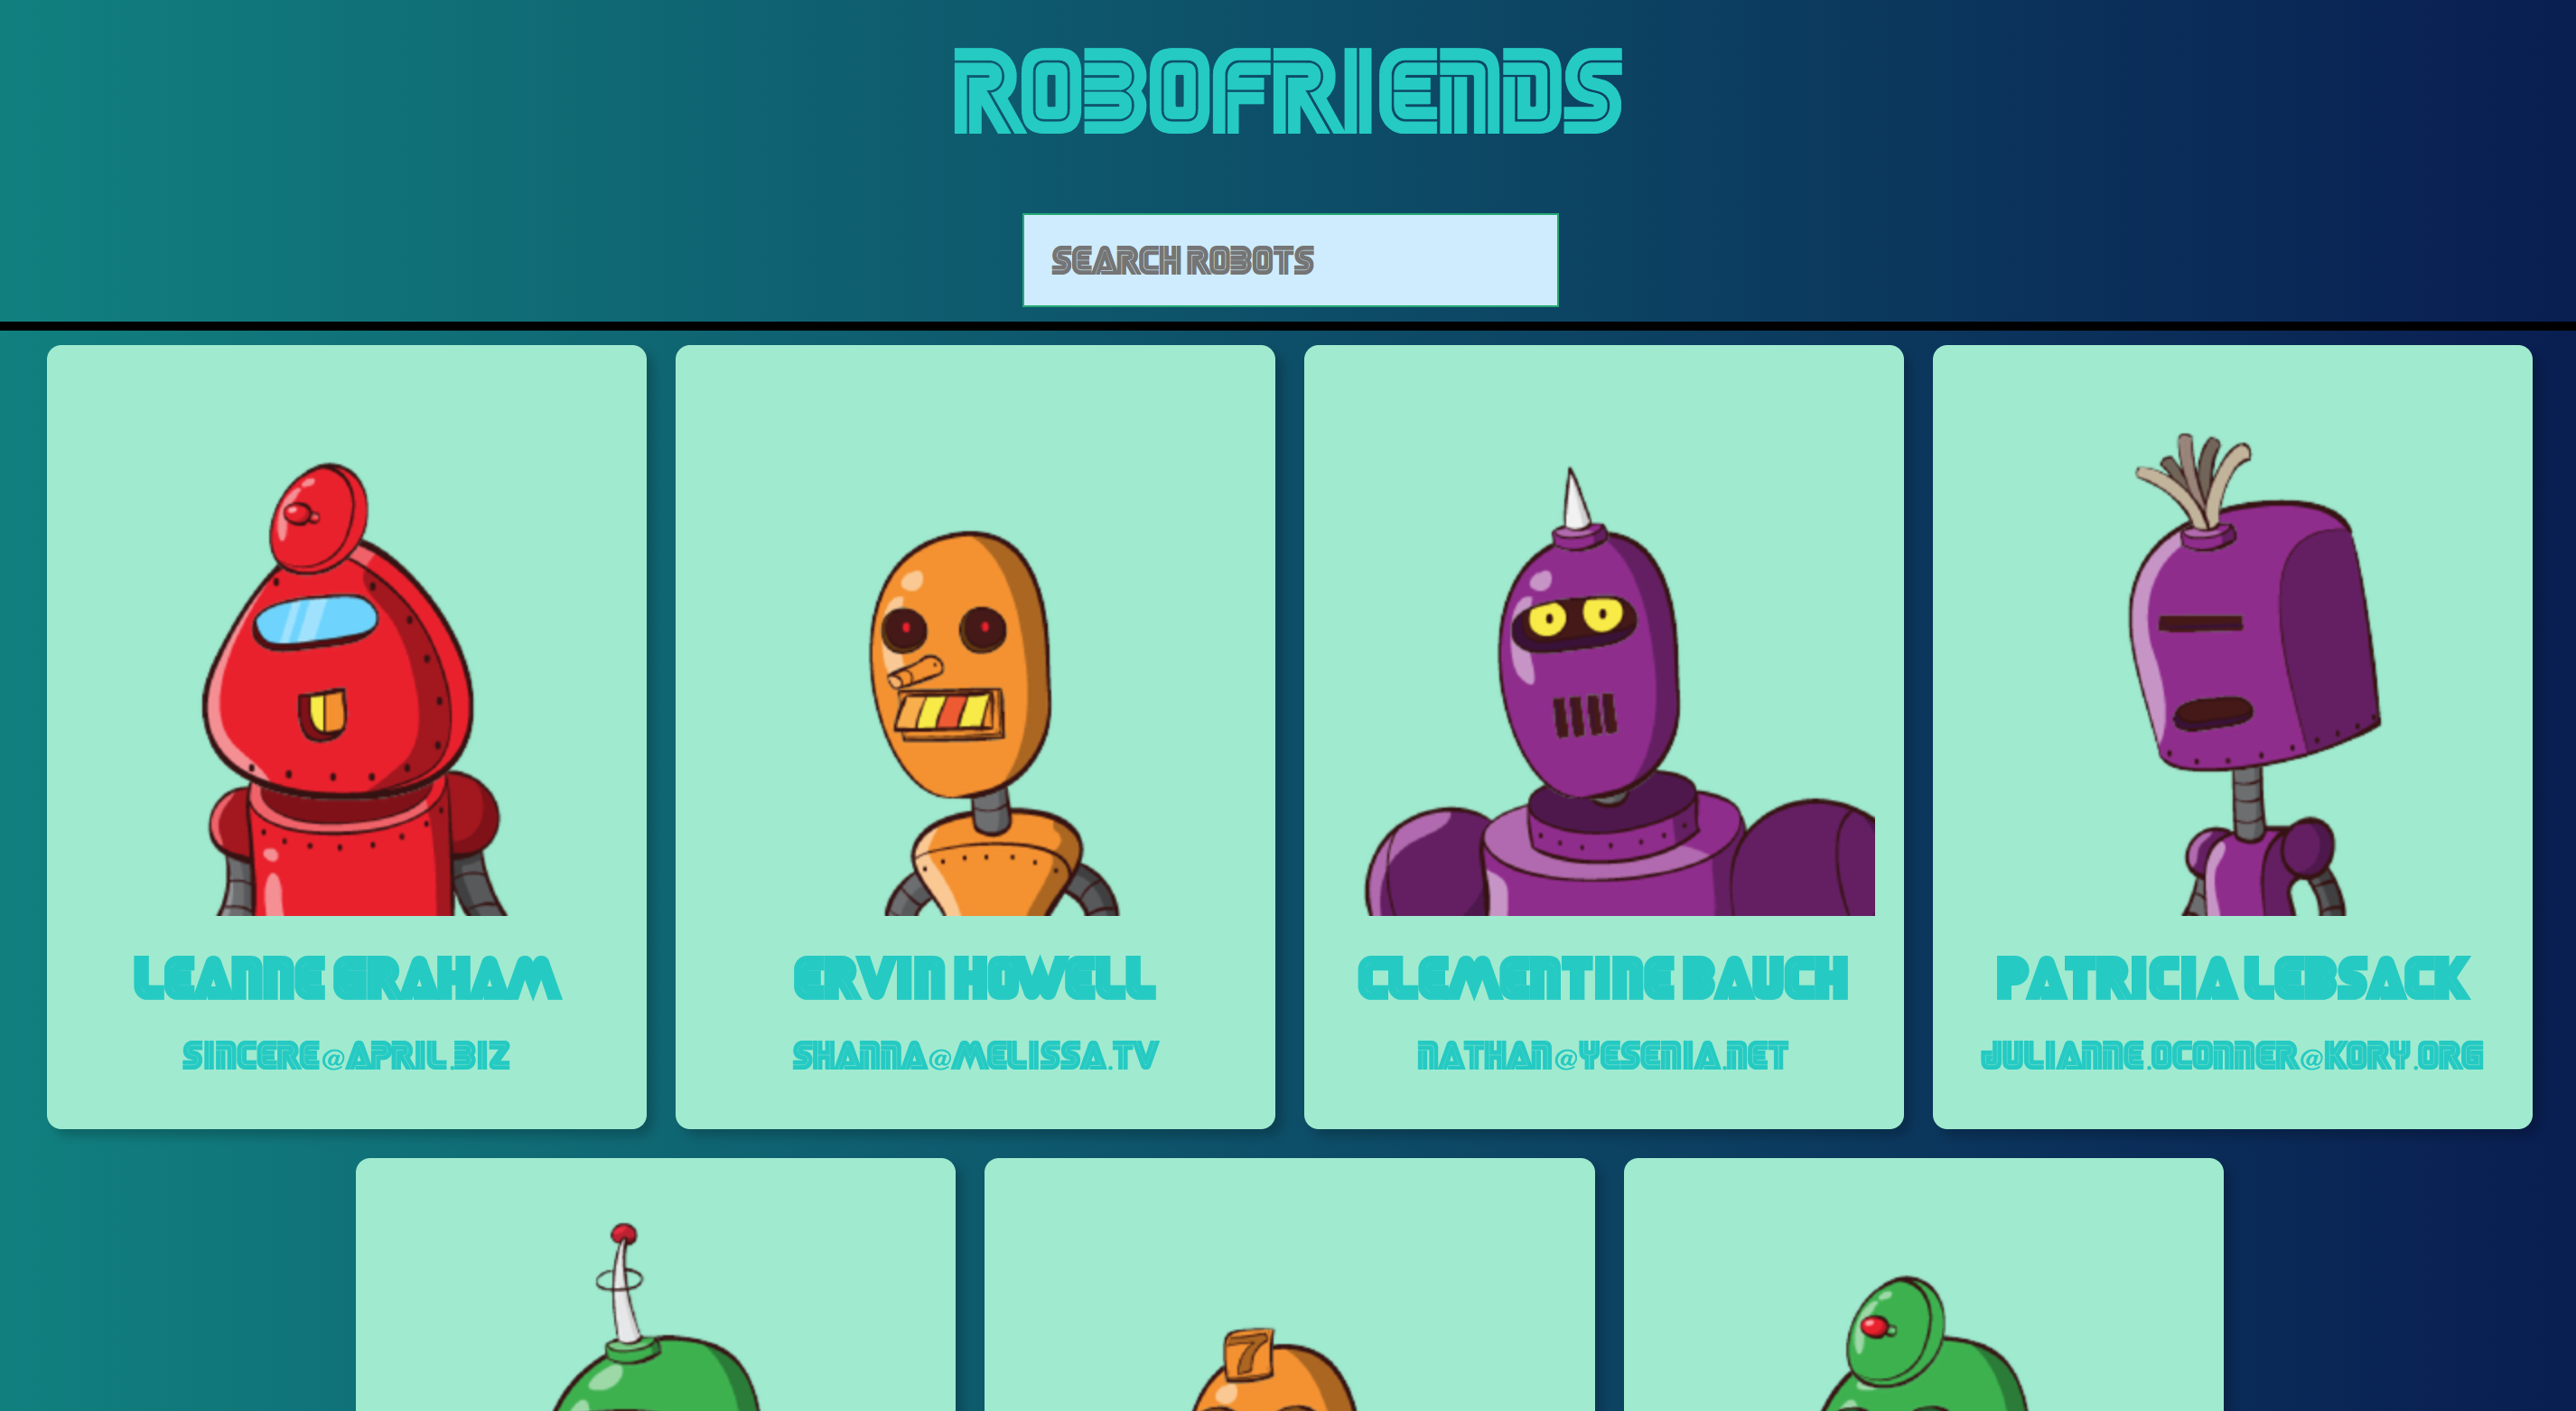 ROBOFRIENDS
SEARCH ROBOTS
LEANNE GRAHAM
SINCERE@APRIL.BIZ
ERVIN HOWELL
SHANNA@MELISSA.TV
CLEMENTINE BAUCH
NATHAN@YESENIA.NET
PATRICIA LEBSACK
JULIANNE.OCONNER@KORY.ORG
7